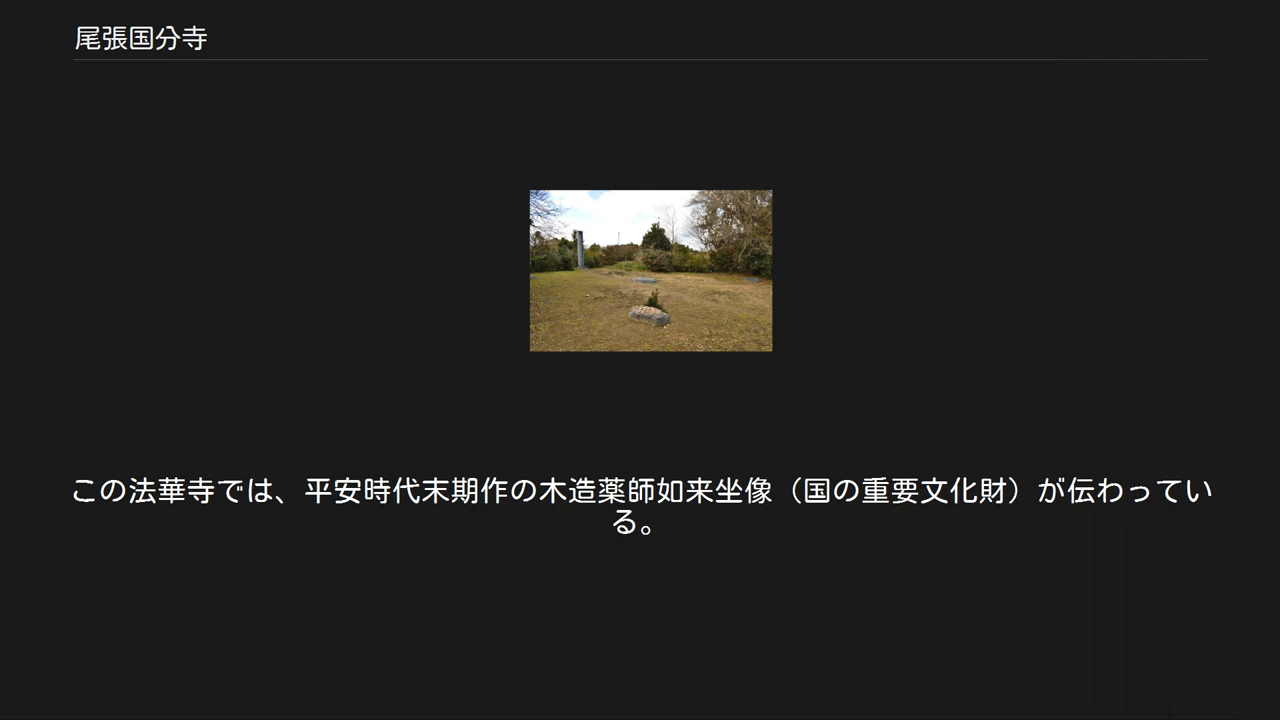 尾張国分寺
この法華寺では、平安時代末期作の木造薬師如来坐像（国の重要文化財）が伝わってい
る。